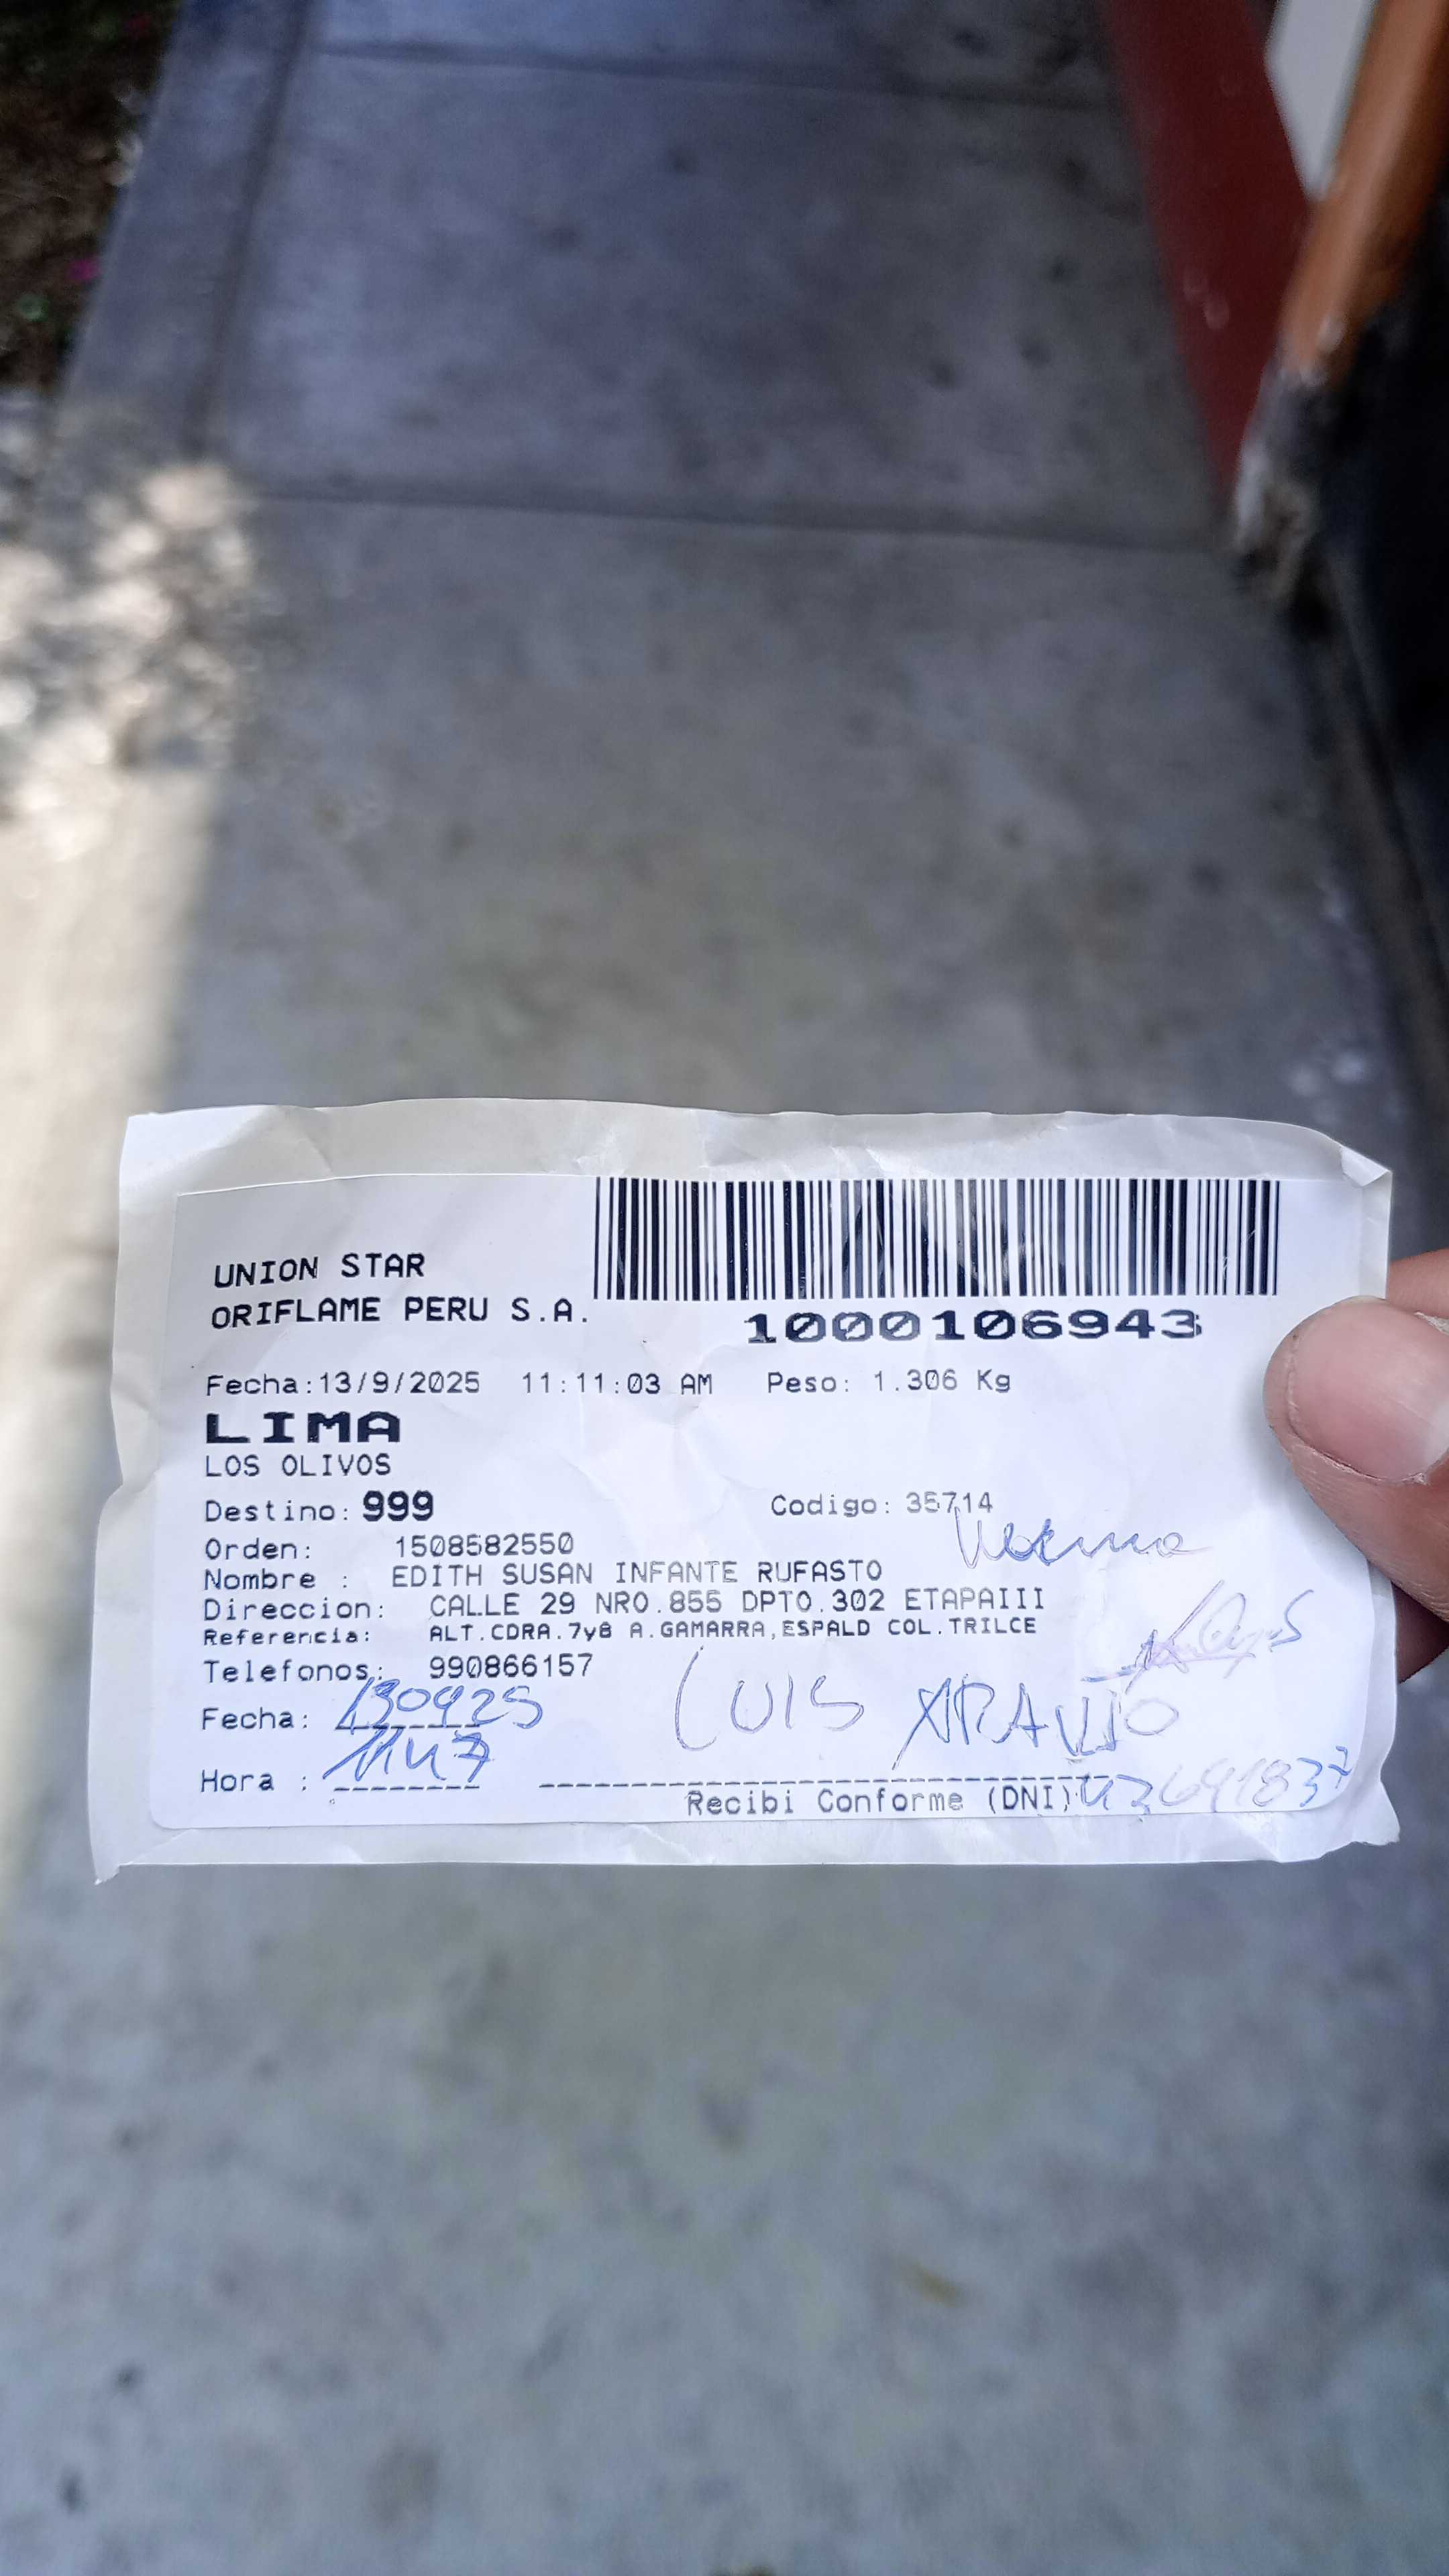 UNION STAR
ORIFLAME PERU S.A.
1000106943
Fecha:13/9/2025 11:11:03 AM Peso: 1.306 Kg
LIMA
LOS OLIVOS
Destino: 999 Codigo: 35714
Orden: 1508582550
Nombre : EDITH SUSAN INFANTE RUFASTO
Direccion: CALLE 29 NRO.855 DPTO.302 ETAPAIII
Referencia: ALT.CDRA.7y8 A.GAMARRA,ESPALD COL.TRILCE
Telefonos: 990866157
LUIS ARAUJO
Fecha: 130925
Hora : 1147
Recibi Conforme (DNI)